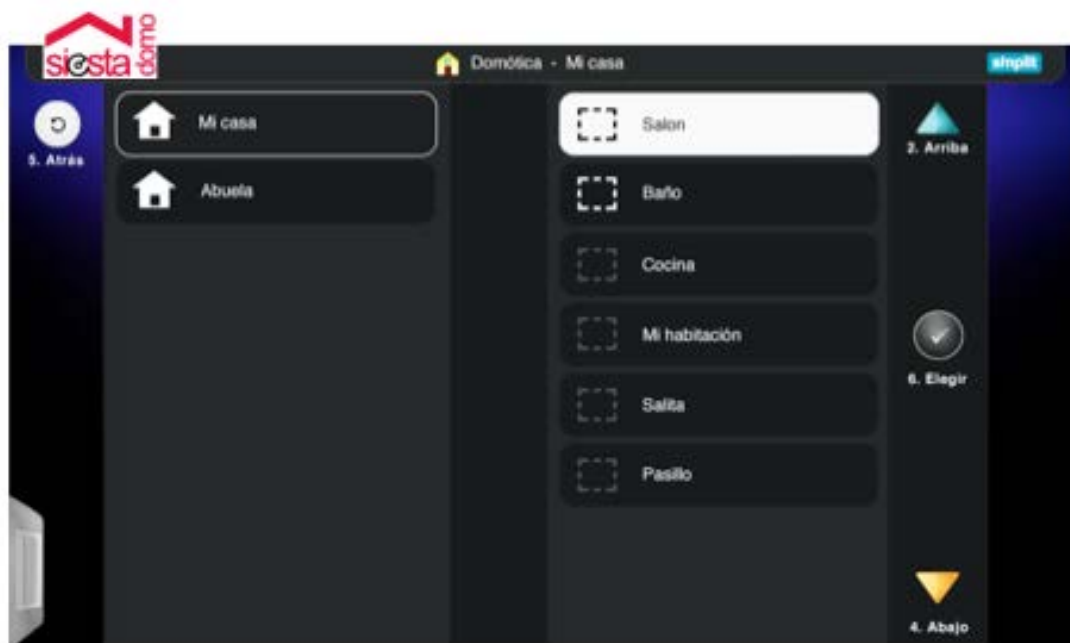 siesta
domo
Domótica - Mi casa
sinplit
5. Atrás
Mi casa
Abuela
Salon
Baño
Cocina
Mi habitación
Salita
Pasillo
2. Arriba
6. Elegir
4. Abajo